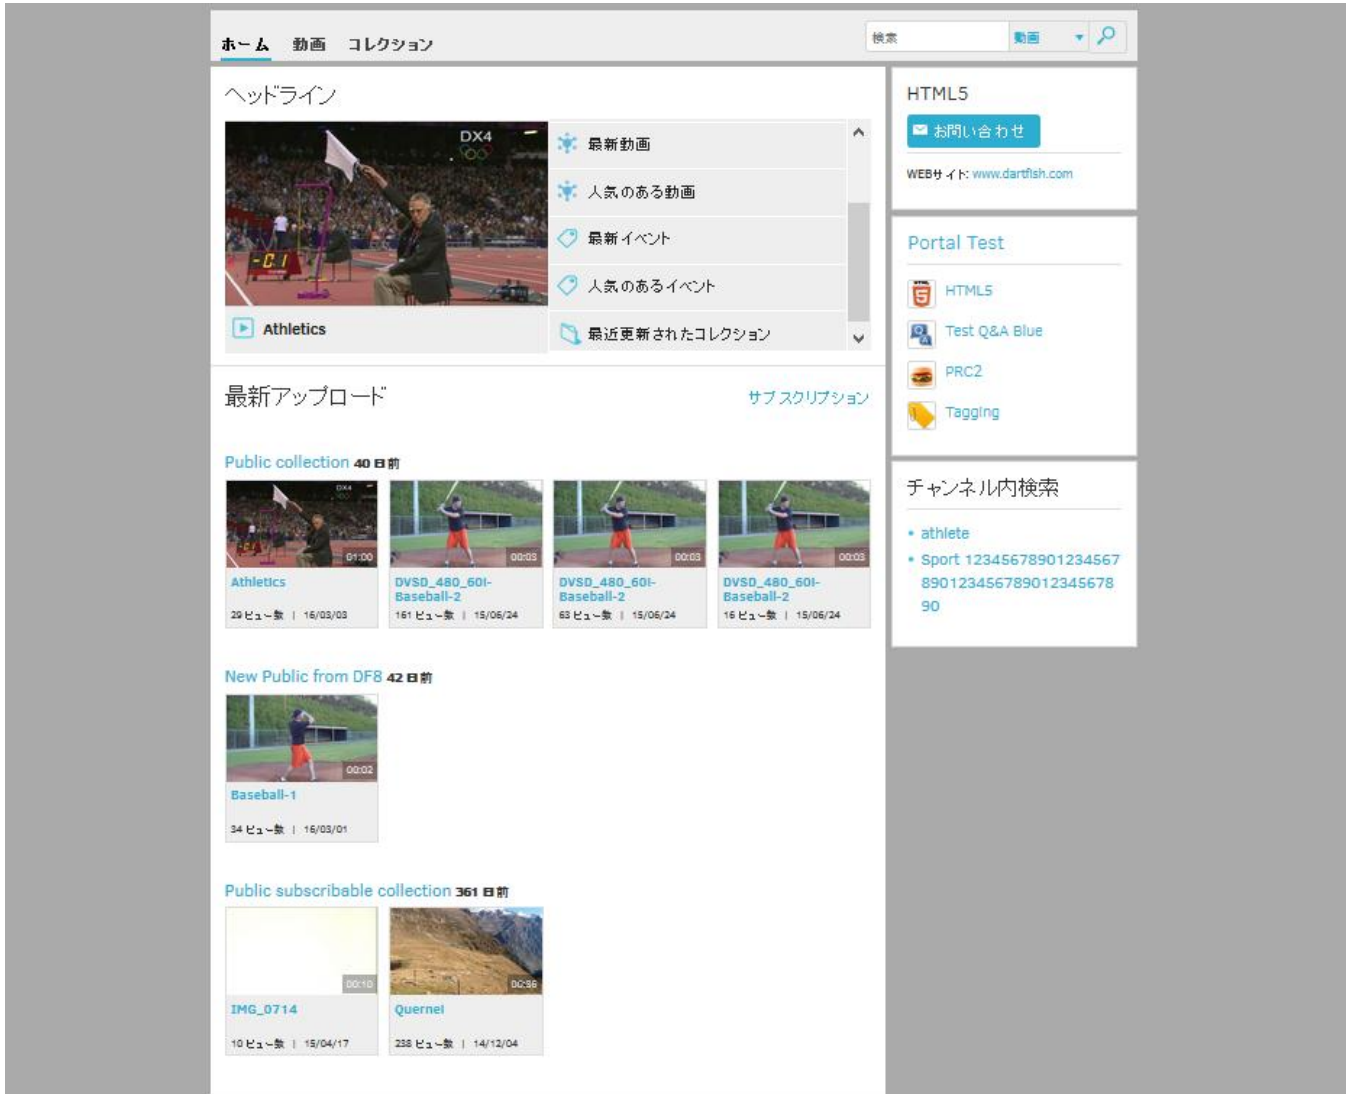 ホーム 動画 コレクション
検索 動画
ヘッドライン
DX4
-0.1
Athletics
最新動画
人気のある動画
最新イベント
人気のあるイベント
最近更新されたコレクション
最新アップロード
サブスクリプション
Public collection 40 日前
DX4
01:00
00:03
00:03
00:03
Athletics
DVSD_480_60I-
Baseball-2
DVSD_480_60I-
Baseball-2
DVSD_480_60I-
Baseball-2
29 ビュー数 | 16/03/03
161 ビュー数 | 15/06/24
63 ビュー数 | 15/06/24
16 ビュー数 | 15/06/24
New Public from DF8 42 日前
00:02
Baseball-1
34 ビュー数 | 16/03/01
Public subscribable collection 361 日前
00:10
00:36
IMG_0714
Quernel
10 ビュー数 | 15/04/17
238 ビュー数 | 14/12/04
HTML5
お問い合わせ
WEBサイト: www.dartfish.com
Portal Test
HTML5
Test Q&A Blue
PRC2
Tagging
チャンネル内検索
• athlete
• Sport 12345678901234567
890123456789012345678
90